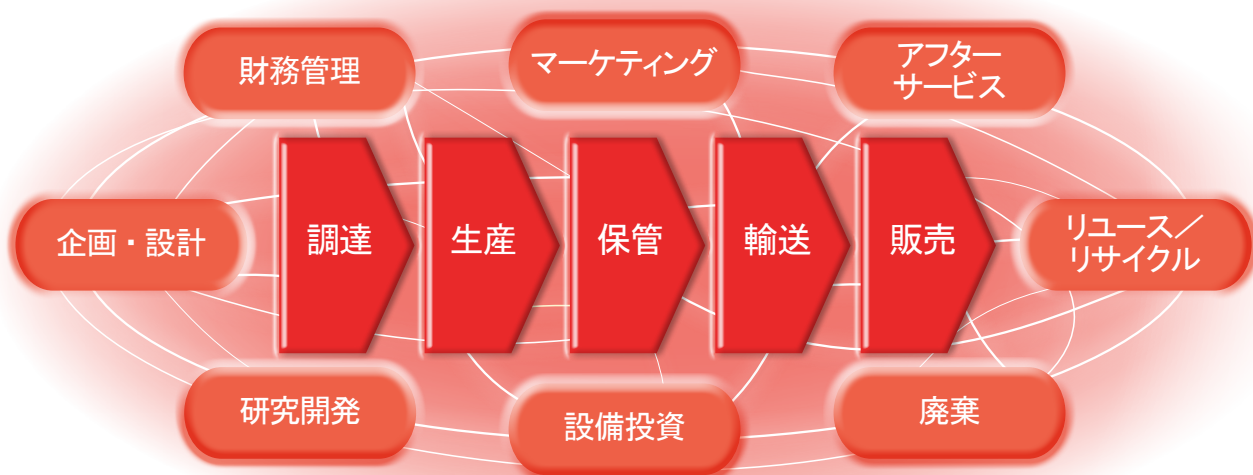 財務管理
マーケティング
アフター
サービス
企画・設計
調達
生産
保管
輸送
販売
リユース／
リサイクル
研究開発
設備投資
廃棄